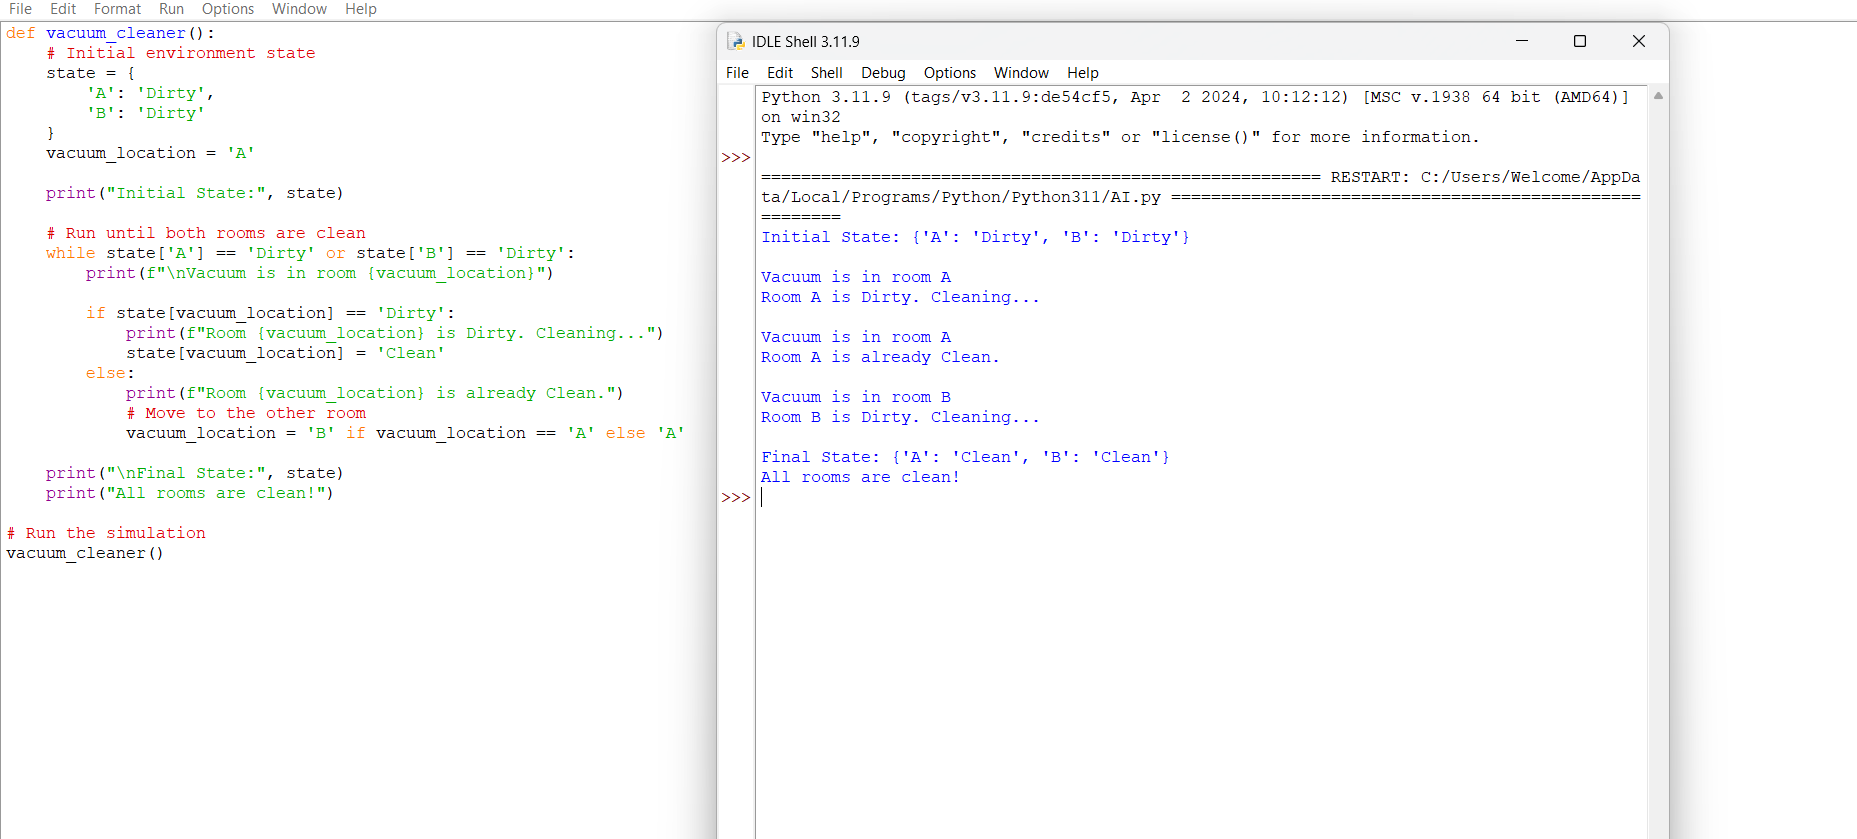 File Edit Format Run Options Window Help
def vacuum_cleaner():
    # Initial environment state
    state = {
        'A': 'Dirty',
        'B': 'Dirty'
    }
    vacuum_location = 'A'
    print("Initial State:", state)
    # Run until both rooms are clean
    while state['A'] == 'Dirty' or state['B'] == 'Dirty':
        print(f"\nVacuum is in room {vacuum_location}")
        if state[vacuum_location] == 'Dirty':
            print(f"Room {vacuum_location} is Dirty. Cleaning...")
            state[vacuum_location] = 'Clean'
        else:
            print(f"Room {vacuum_location} is already Clean.")
            # Move to the other room
            vacuum_location = 'B' if vacuum_location == 'A' else 'A'
    print("\nFinal State:", state)
    print("All rooms are clean!")
# Run the simulation
vacuum_cleaner()
IDLE Shell 3.11.9
File Edit Shell Debug Options Window Help
Python 3.11.9 (tags/v3.11.9:de54cf5, Apr  2 2024, 10:12:12) [MSC v.1938 64 bit (AMD64)]
on win32
Type "help", "copyright", "credits" or "license()" for more information.
>>>
======================================================== RESTART: C:/Users/Welcome/AppDa
ta/Local/Programs/Python/Python311/AI.py ===============================================
========
Initial State: {'A': 'Dirty', 'B': 'Dirty'}
Vacuum is in room A
Room A is Dirty. Cleaning...
Vacuum is in room A
Room A is already Clean.
Vacuum is in room B
Room B is Dirty. Cleaning...
Final State: {'A': 'Clean', 'B': 'Clean'}
All rooms are clean!
>>>